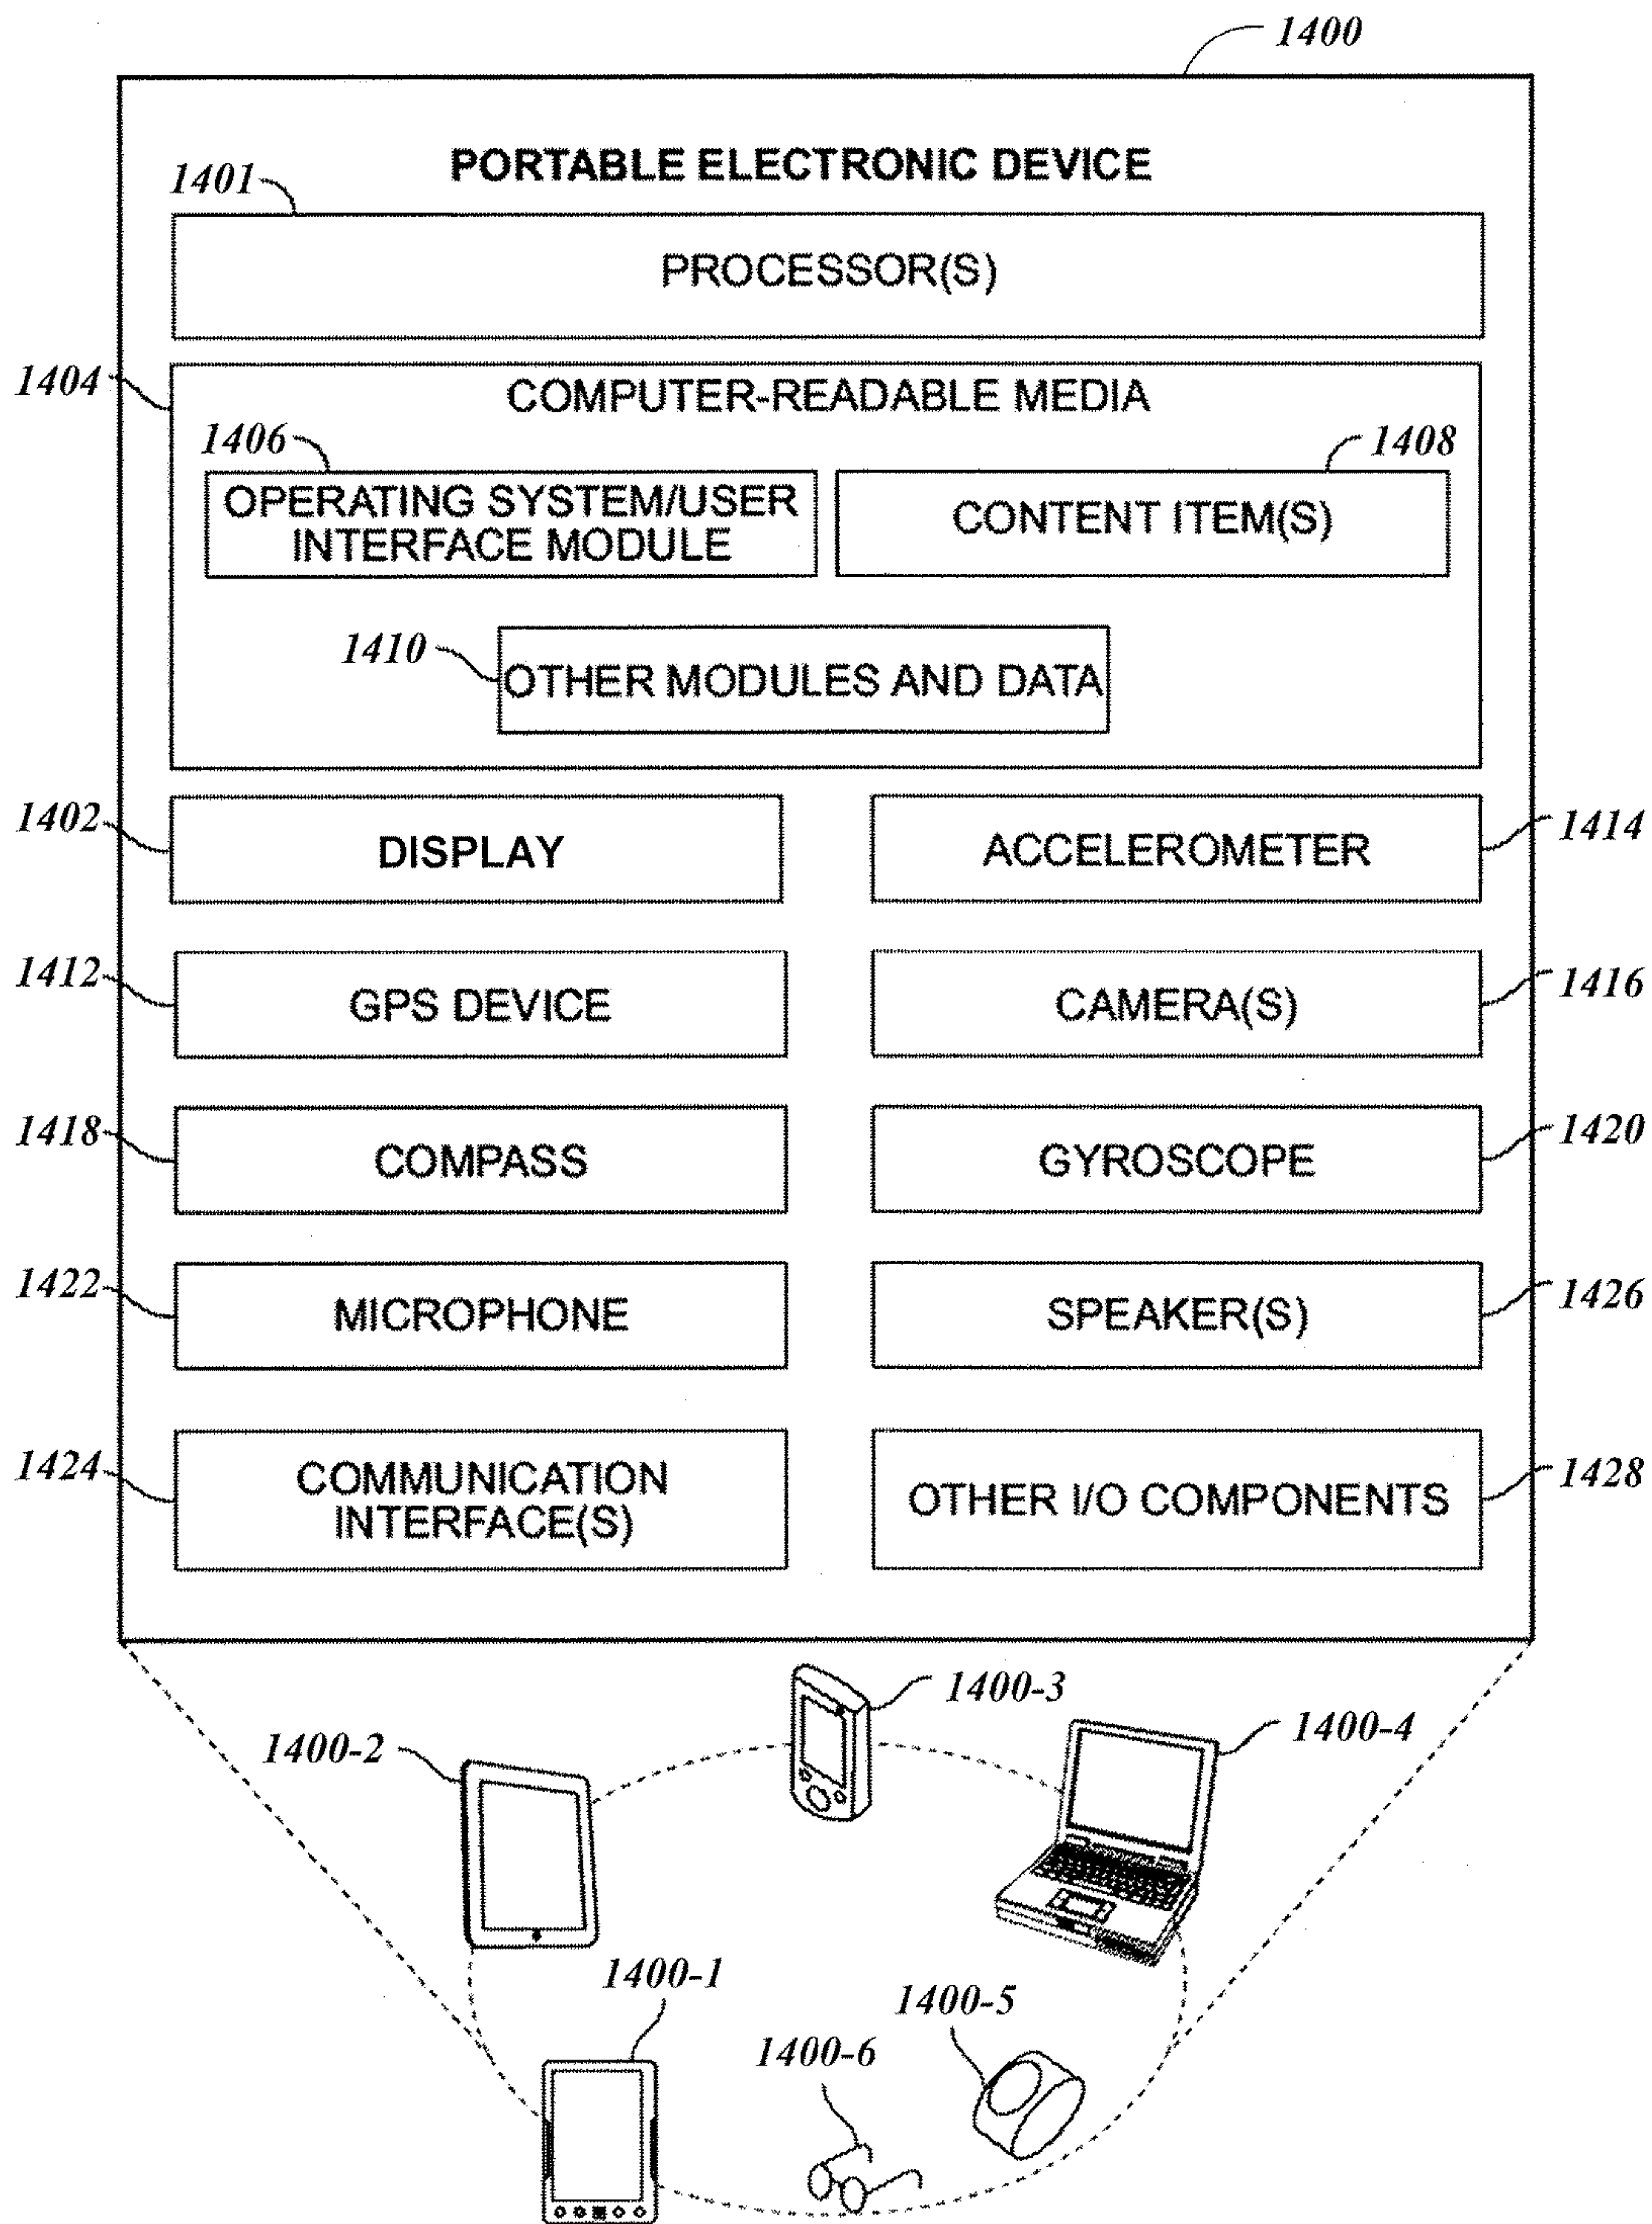 1400
PORTABLE ELECTRONIC DEVICE
1401
PROCESSOR(S)
1404
COMPUTER-READABLE MEDIA
1406
1408
OPERATING SYSTEM/USER
INTERFACE MODULE
CONTENT ITEM(S)
1410
OTHER MODULES AND DATA
1402
DISPLAY
ACCELEROMETER
1414
1412
GPS DEVICE
CAMERA(S)
1416
1418
COMPASS
GYROSCOPE
1420
1422
MICROPHONE
SPEAKER(S)
1426
1424
COMMUNICATION
INTERFACE(S)
OTHER I/O COMPONENTS
1428
1400-3
1400-2
1400-4
1400-1
1400-5
1400-6